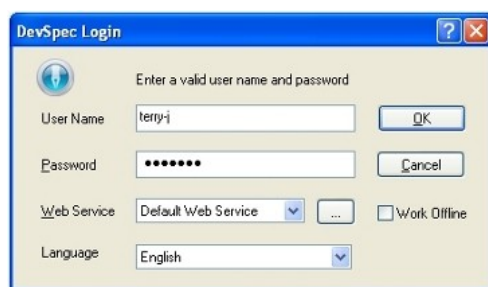 DevSpec Login
Enter a valid user name and password
User Name terry-j OK
Password ••••••• Cancel
Web Service Default Web Service ... Work Offline
Language English